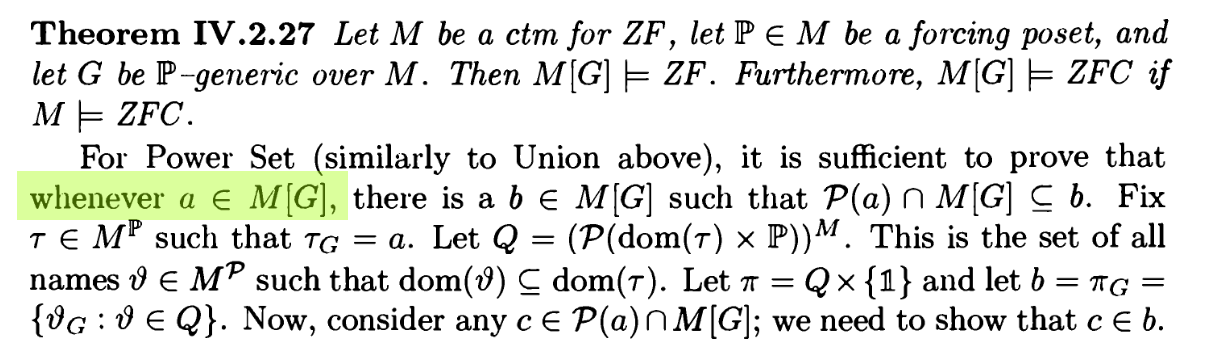 Theorem IV.2.27 Let M be a ctm for ZF, let ℙ ∈ M be a forcing poset, and
let G be ℙ-generic over M. Then M[G] ⊨ ZF. Furthermore, M[G] ⊨ ZFC if
M ⊨ ZFC.
For Power Set (similarly to Union above), it is sufficient to prove that
whenever a ∈ M[G], there is a b ∈ M[G] such that 𝒫(a) ∩ M[G] ⊆ b. Fix
τ ∈ M^ℙ such that τ_G = a. Let Q = (𝒫(dom(τ) × ℙ))^M. This is the set of all
names ϑ ∈ M^𝒫 such that dom(ϑ) ⊆ dom(τ). Let π = Q × {𝟙} and let b = π_G =
{ϑ_G : ϑ ∈ Q}. Now, consider any c ∈ 𝒫(a) ∩ M[G]; we need to show that c ∈ b.